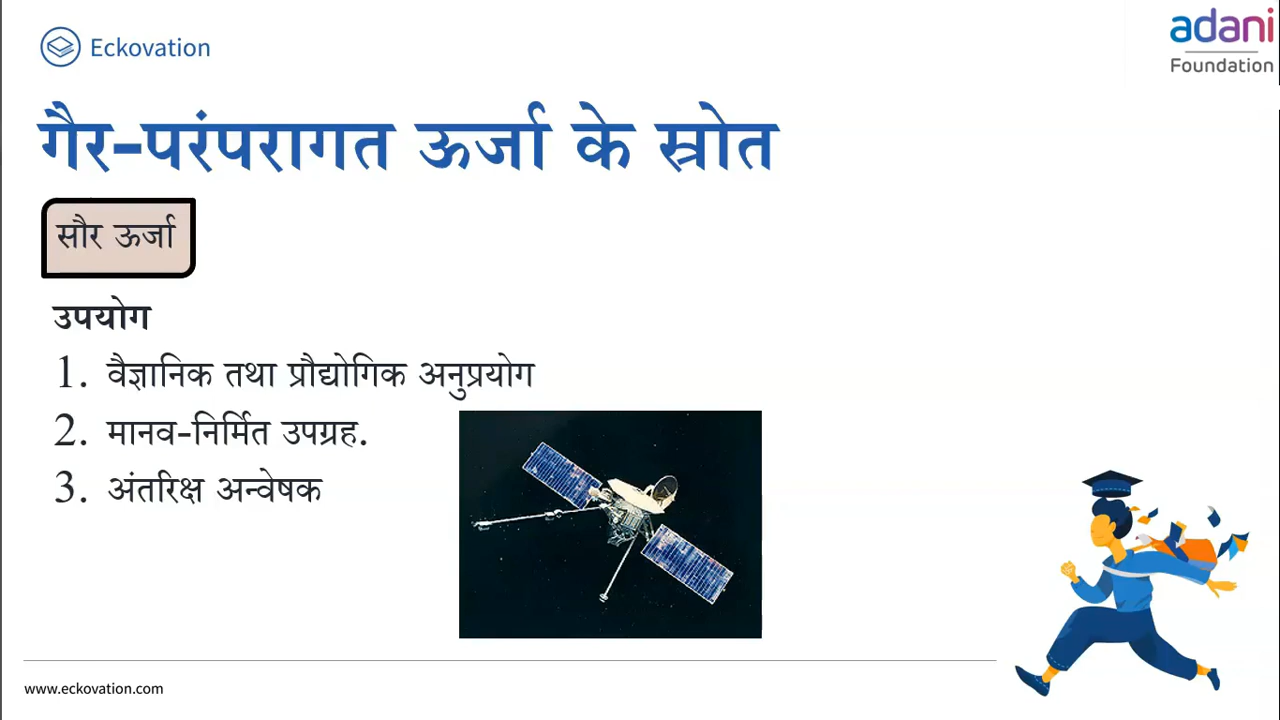 Eckovation
adani
Foundation
गैर-परंपरागत ऊर्जा के स्रोत
सौर ऊर्जा
उपयोग
1. वैज्ञानिक तथा प्रौद्योगिक अनुप्रयोग
2. मानव-निर्मित उपग्रह.
3. अंतरिक्ष अन्वेषक
www.eckovation.com